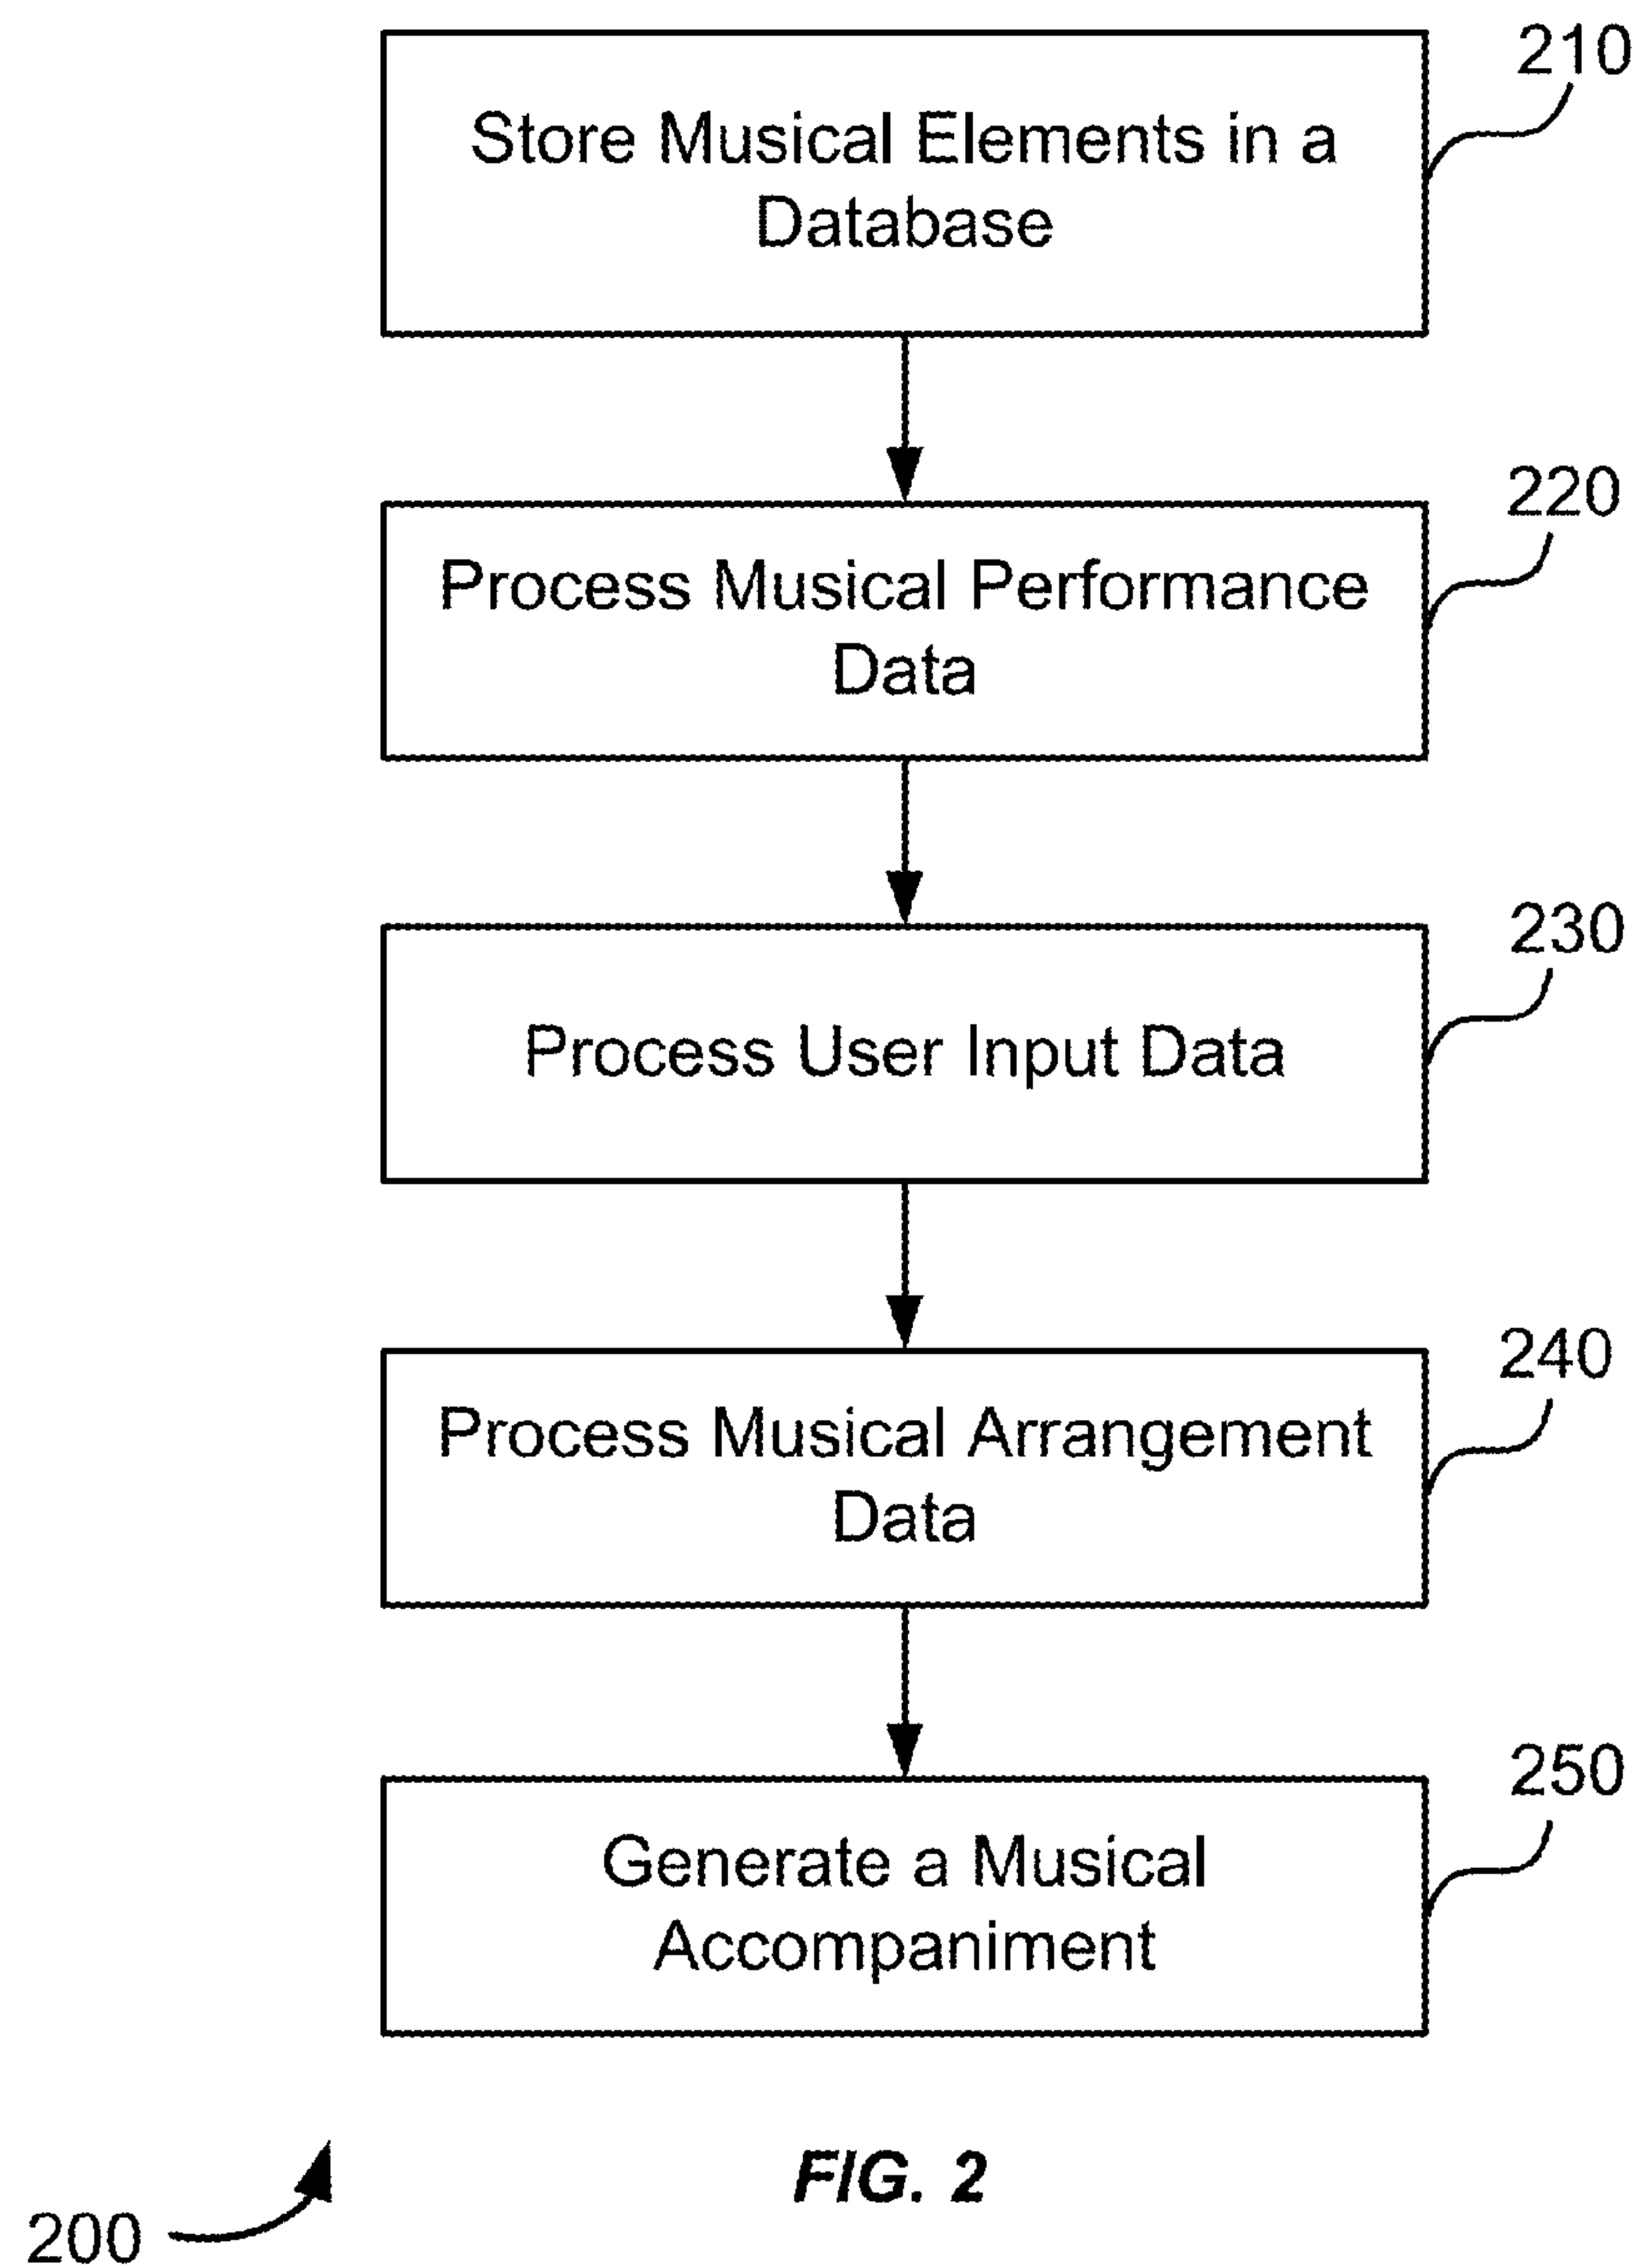 210
Store Musical Elements in a
Database
220
Process Musical Performance
Data
230
Process User Input Data
240
Process Musical Arrangement
Data
250
Generate a Musical
Accompaniment
FIG. 2
200